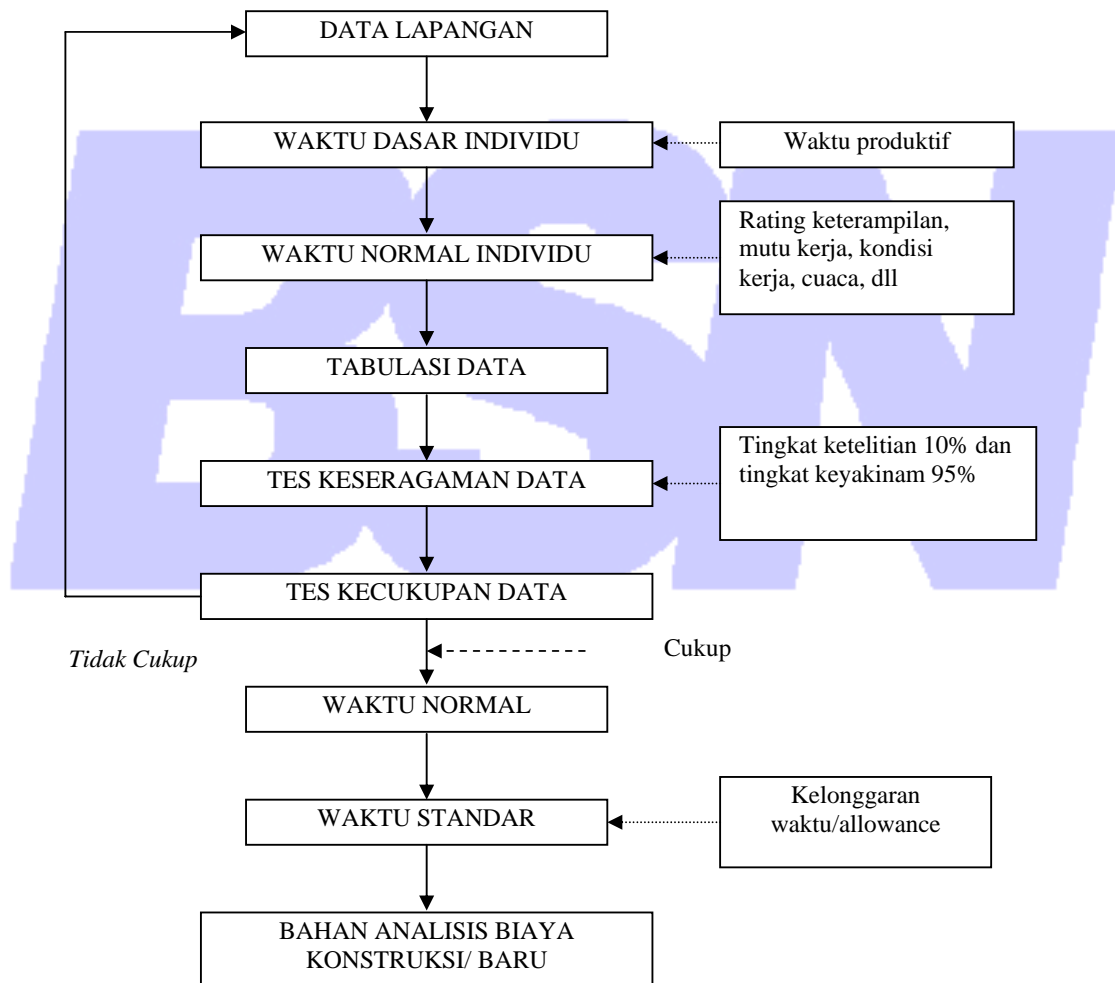 DATA LAPANGAN
WAKTU DASAR INDIVIDU
Waktu produktif
WAKTU NORMAL INDIVIDU
Rating keterampilan,
mutu kerja, kondisi
kerja, cuaca, dll
TABULASI DATA
TES KESERAGAMAN DATA
Tingkat ketelitian 10% dan
tingkat keyakinam 95%
TES KECUKUPAN DATA
Tidak Cukup
Cukup
WAKTU NORMAL
WAKTU STANDAR
Kelonggaran
waktu/allowance
BAHAN ANALISIS BIAYA
KONSTRUKSI/ BARU
BSN